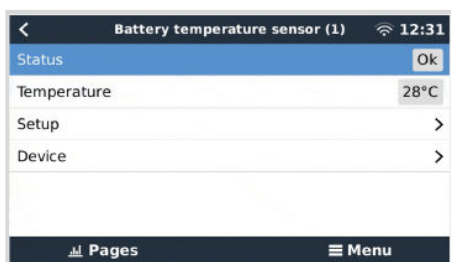 Battery temperature sensor (1) 12:31
Status Ok
Temperature 28°C
Setup
Device
Pages Menu